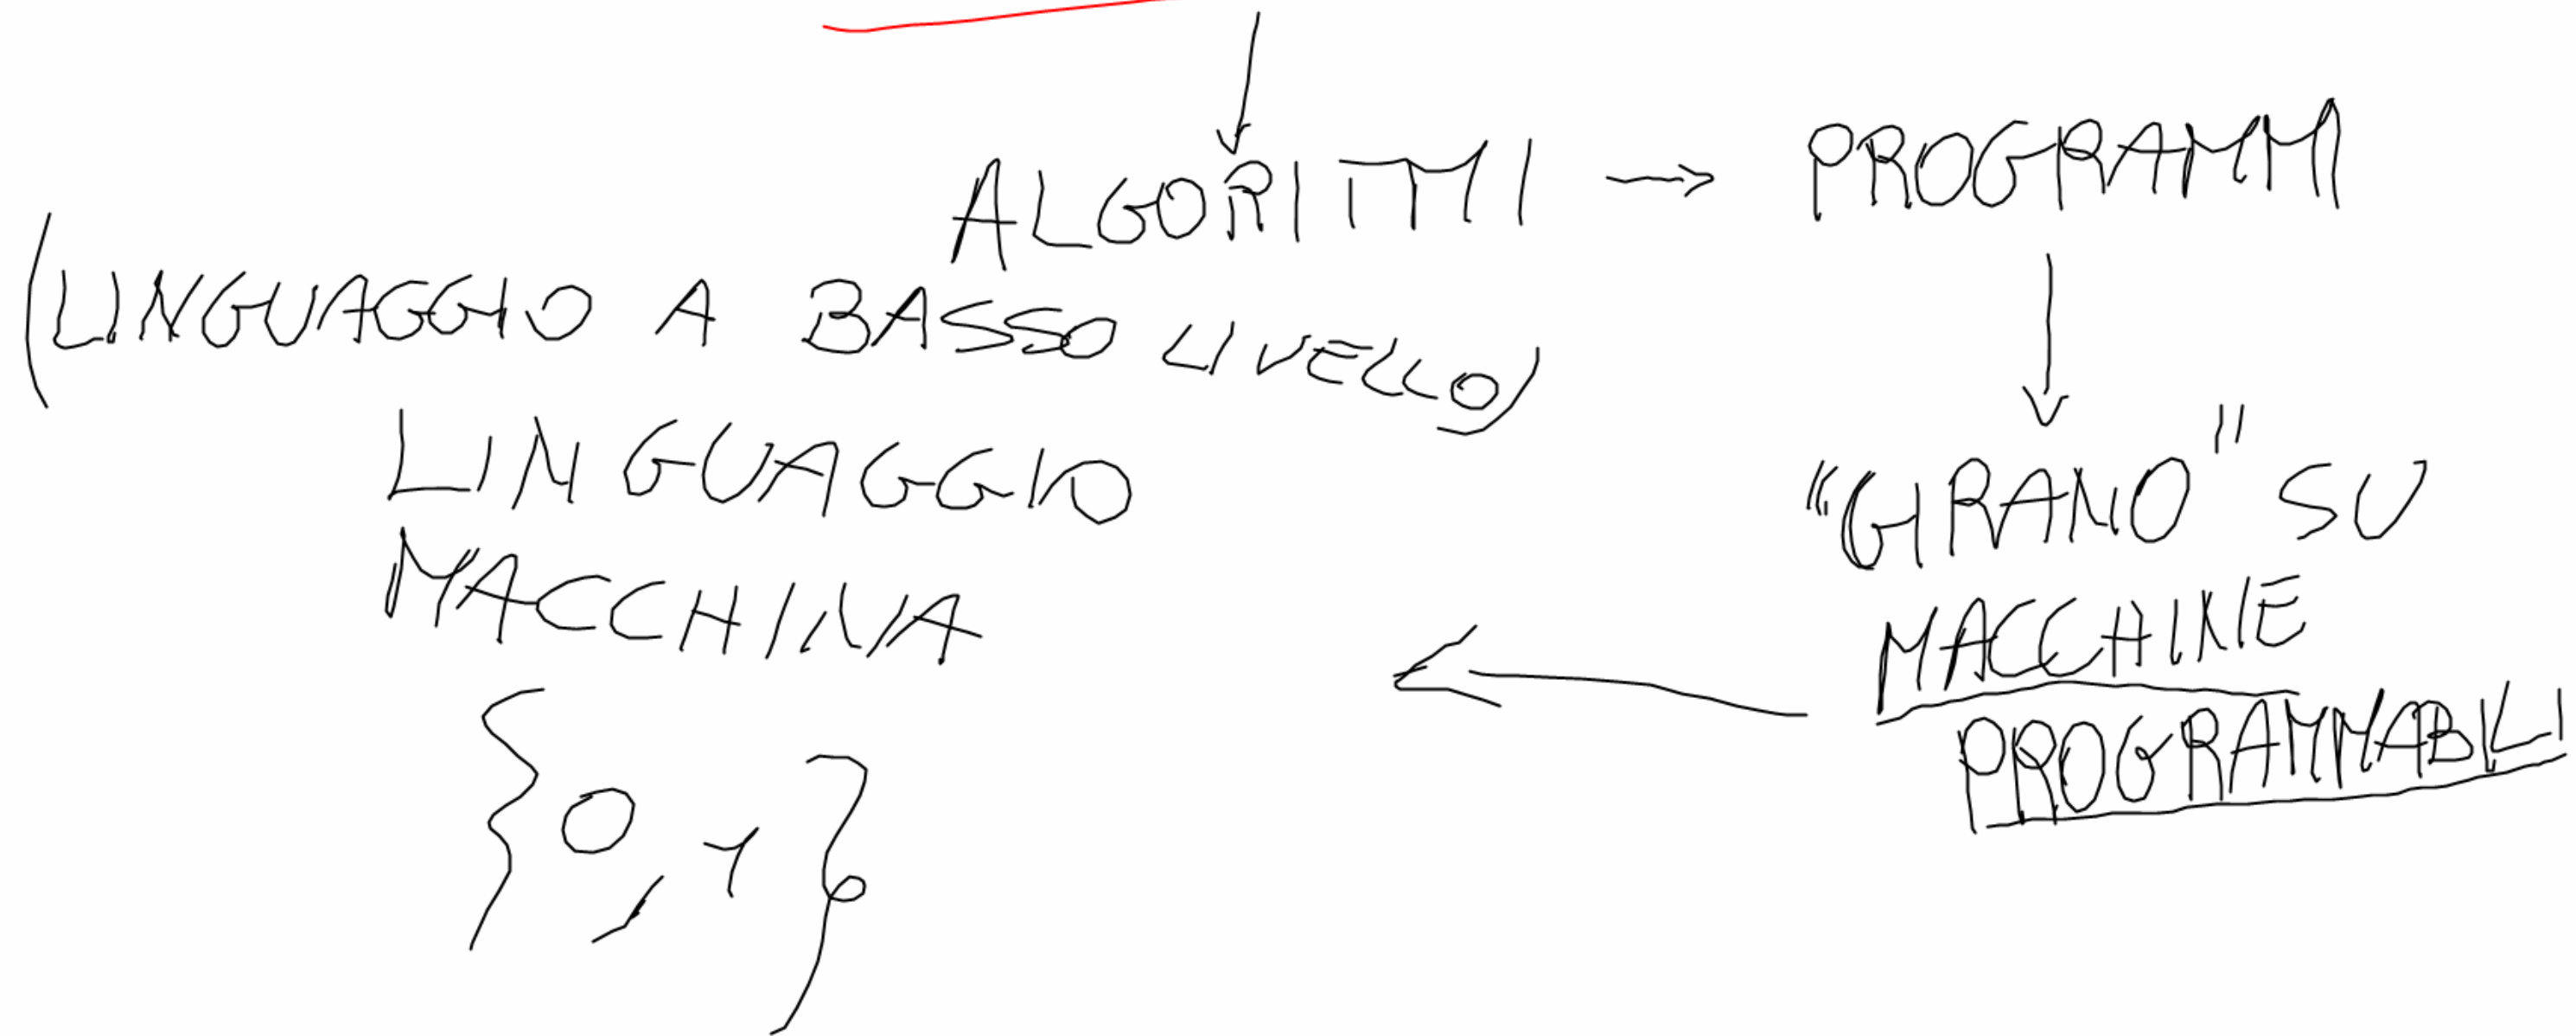 ALGORITMI → PROGRAMMI
(LINGUAGGIO A BASSO LIVELLO)
LINGUAGGIO
MACCHINA
{0,1}
"GIRANO" SU
MACCHINE
PROGRAMMABILI